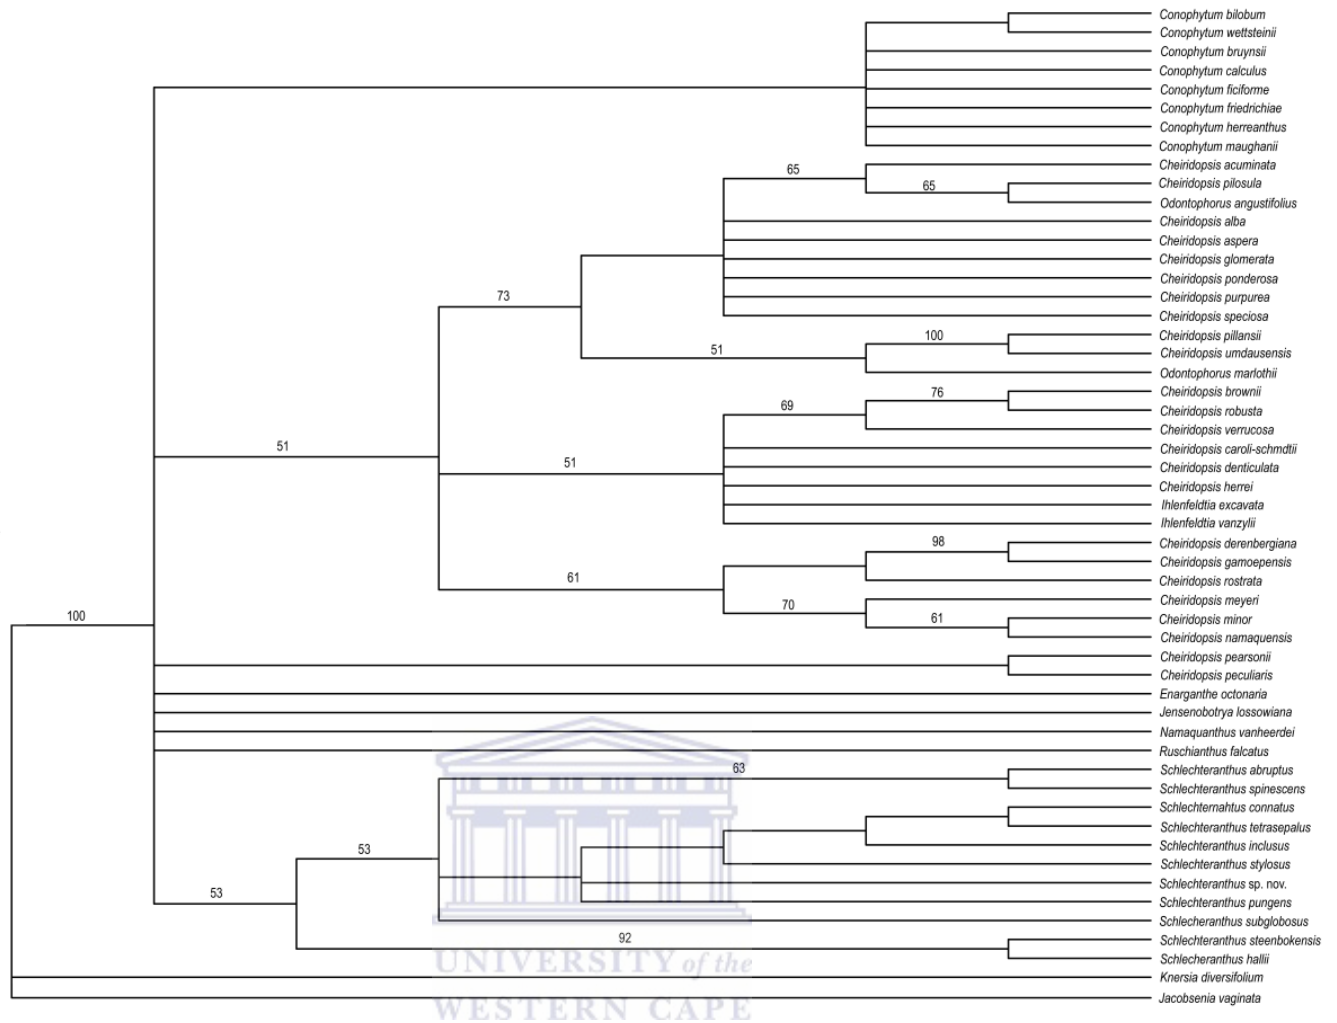 Conophytum bilobum
Conophytum wettsteinii
Conophytum bruynsii
Conophytum calculus
Conophytum ficiforme
Conophytum friedrichiae
Conophytum herreanthus
Conophytum maughanii
65
Cheiridopsis acuminata
65
Cheiridopsis pilosula
Odontophorus angustifolius
Cheiridopsis alba
Cheiridopsis aspera
Cheiridopsis glomerata
Cheiridopsis ponderosa
73
Cheiridopsis purpurea
Cheiridopsis speciosa
100
Cheiridopsis pillansii
51
Cheiridopsis umdausensis
Odontophorus marlothii
76
Cheiridopsis brownii
69
Cheiridopsis robusta
Cheiridopsis verrucosa
51
Cheiridopsis caroli-schmdtii
51
Cheiridopsis denticulata
Cheiridopsis herrei
Ihlenfeldtia excavata
Ihlenfeldtia vanzylii
98
Cheiridopsis derenbergiana
Cheiridopsis gamoepensis
61
Cheiridopsis rostrata
70
Cheiridopsis meyeri
100
61
Cheiridopsis minor
Cheiridopsis namaquensis
Cheiridopsis pearsonii
Cheiridopsis peculiaris
Enarganthe octonaria
Jensenobotrya lossowiana
Namaquanthus vanheerdei
Ruschianthus falcatus
63
Schlechteranthus abruptus
Schlechteranthus spinescens
Schlechternahtus connatus
Schlechteranthus tetrasepalus
53
Schlechteranthus inclusus
Schlechteranthus stylosus
53
Schlechteranthus sp. nov.
Schlechteranthus pungens
Schlecheranthus subglobosus
92
Schlechteranthus steenbokensis
Schlecheranthus hallii
Knersia diversifolium
Jacobsenia vaginata
UNIVERSITY of the
WESTERN CAPE